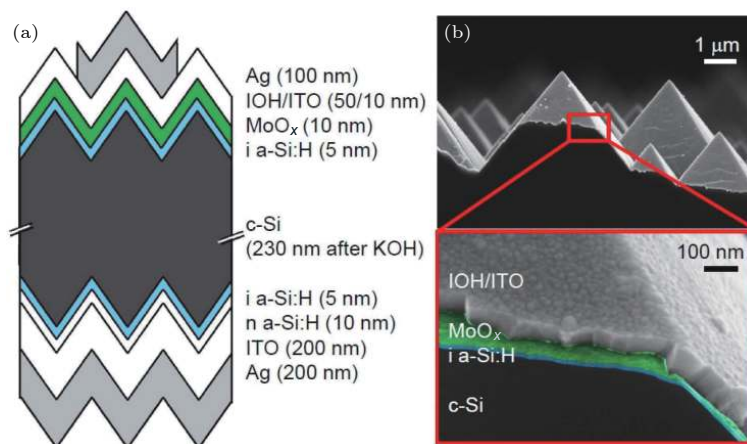 (a)
Ag (100 nm)
IOH/ITO (50/10 nm)
MoOx (10 nm)
i a-Si:H (5 nm)
c-Si
(230 nm after KOH)
i a-Si:H (5 nm)
n a-Si:H (10 nm)
ITO (200 nm)
Ag (200 nm)
(b)
1 μm
100 nm
IOH/ITO
MoOx
i a-Si:H
c-Si